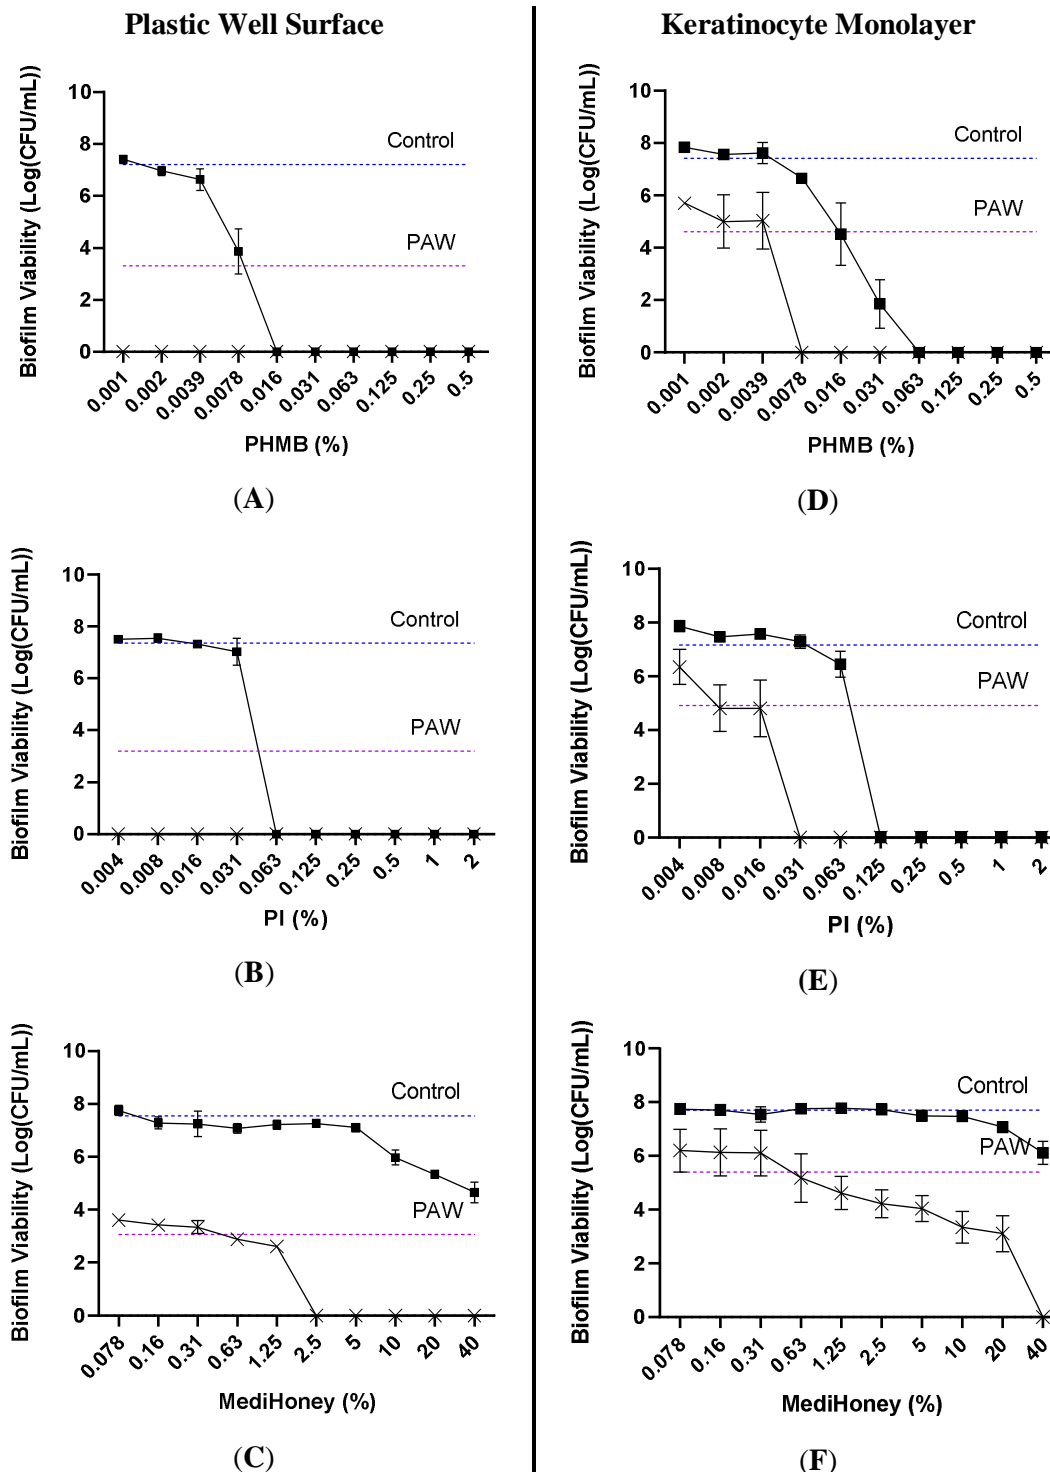 Plastic Well Surface
Keratinocyte Monolayer
Biofilm Viability (Log(CFU/mL))
10
8
6
4
2
0
Control
PAW
0.001 0.002 0.0039 0.0078 0.016 0.031 0.063 0.125 0.25 0.5
PHMB (%)
(A)
Biofilm Viability (Log(CFU/mL))
10
8
6
4
2
0
Control
PAW
0.001 0.002 0.0039 0.0078 0.016 0.031 0.063 0.125 0.25 0.5
PHMB (%)
(D)
Biofilm Viability (Log(CFU/mL))
10
8
6
4
2
0
Control
PAW
0.004 0.008 0.016 0.031 0.063 0.125 0.25 0.5 1 2
PI (%)
(B)
Biofilm Viability (Log(CFU/mL))
10
8
6
4
2
0
Control
PAW
0.004 0.008 0.016 0.031 0.063 0.125 0.25 0.5 1 2
PI (%)
(E)
Biofilm Viability (Log(CFU/mL))
10
8
6
4
2
0
Control
PAW
0.078 0.16 0.31 0.63 1.25 2.5 5 10 20 40
MediHoney (%)
(C)
Biofilm Viability (Log(CFU/mL))
10
8
6
4
2
0
Control
PAW
0.078 0.16 0.31 0.63 1.25 2.5 5 10 20 40
MediHoney (%)
(F)